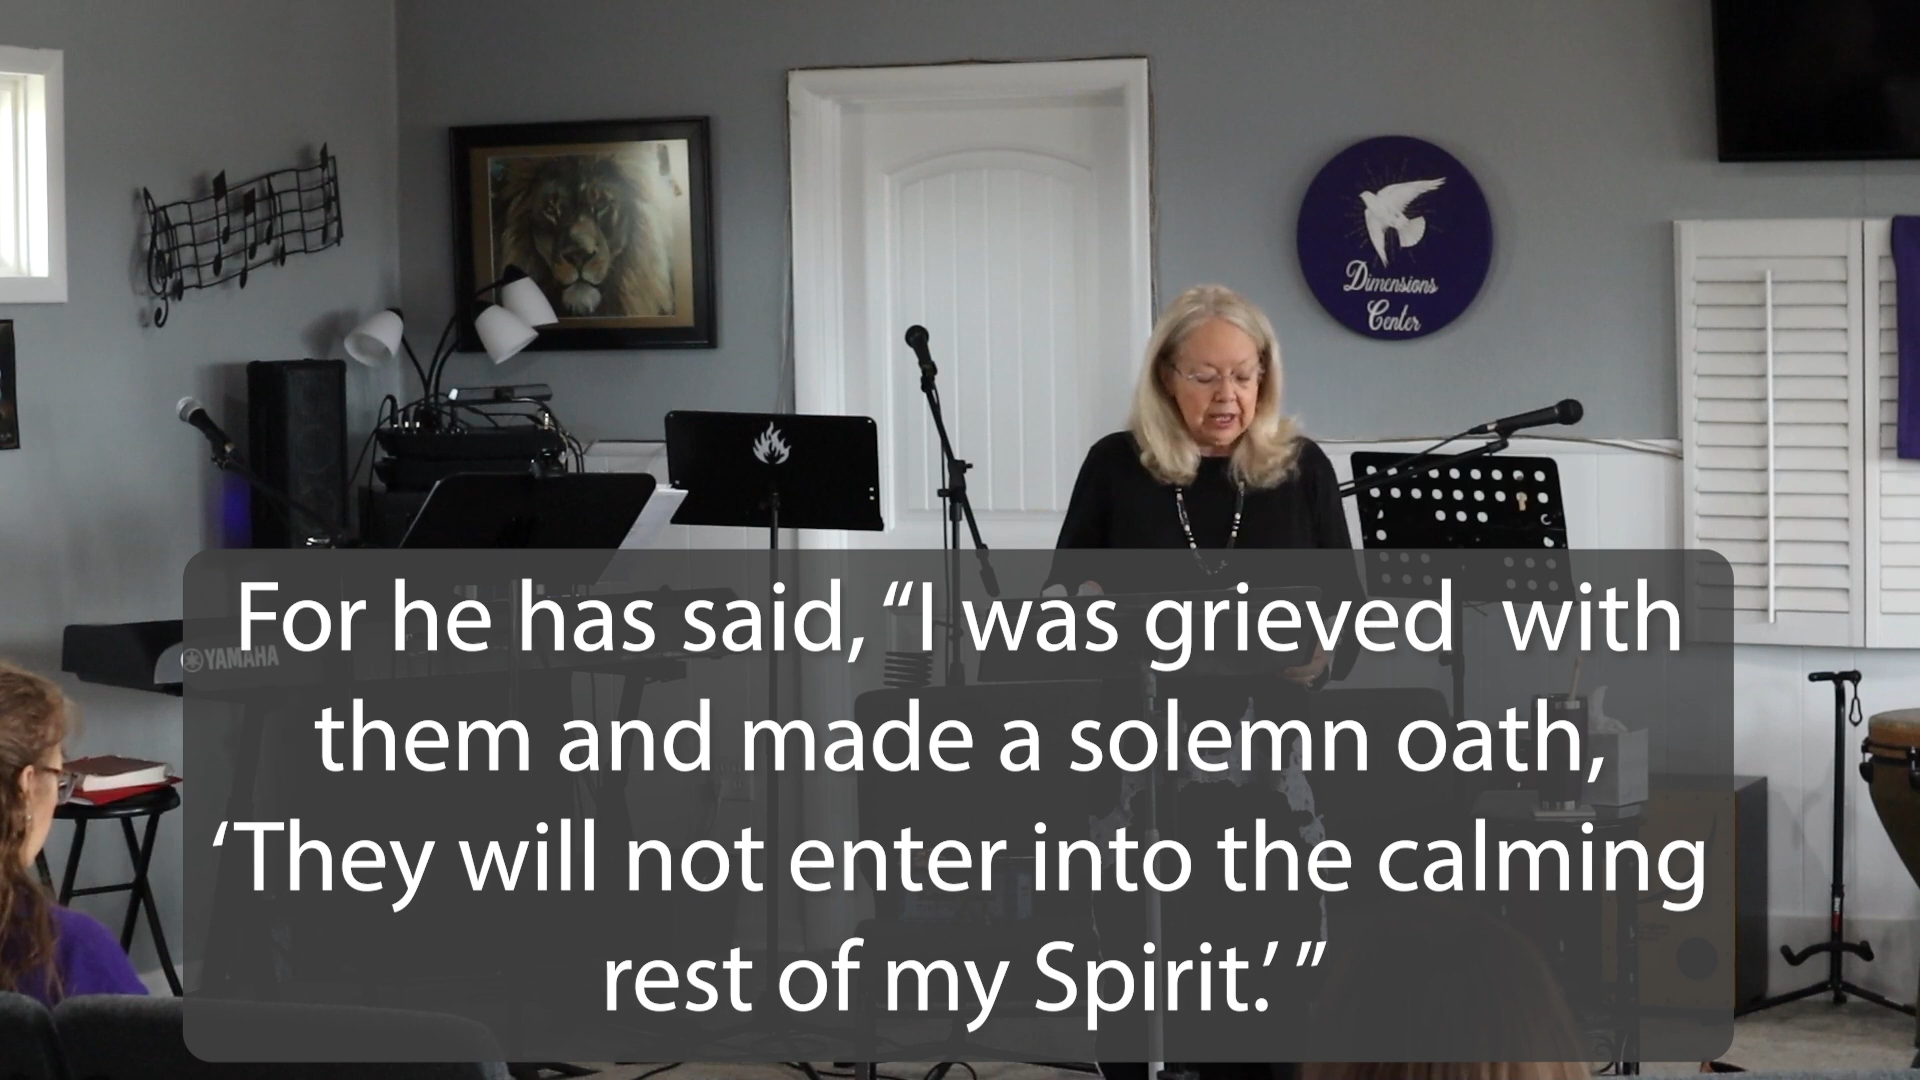 Dimensions
Center
YAMAHA
For he has said, “I was grieved  with
them and made a solemn oath,
‘They will not enter into the calming
rest of my Spirit.’ ”